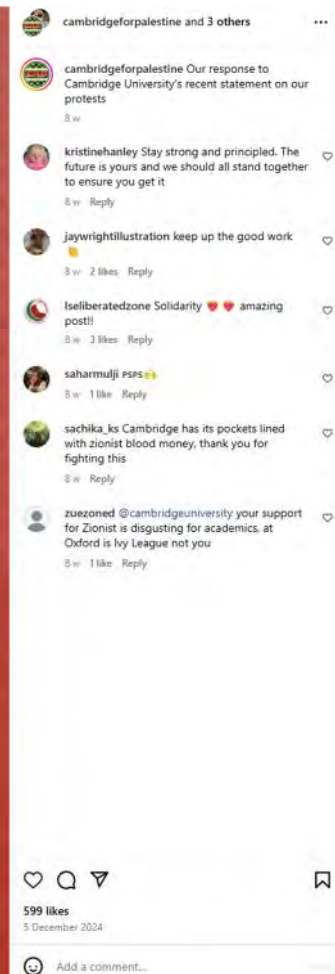 cambridgeforpalestine and 3 others
cambridgeforpalestine Our response to
Cambridge University's recent statement on our
protests
8 w
kristinehanley Stay strong and principled. The
future is yours and we should all stand together
to ensure you get it
8 w Reply
jaywrightillustration keep up the good work
👏
8 w 2 likes Reply
lseliberatedzone Solidarity ❤️ ❤️ amazing
post!!
8 w 3 likes Reply
saharmulji PSPS
8 w 1 like Reply
sachika_ks Cambridge has its pockets lined
with zionist blood money, thank you for
fighting this
8 w Reply
zuezoned @cambridgeuniversity your support
for Zionist is disgusting for academics. at
Oxford is Ivy League not you
8 w 1 like Reply
599 likes
5 December 2024
Add a comment...